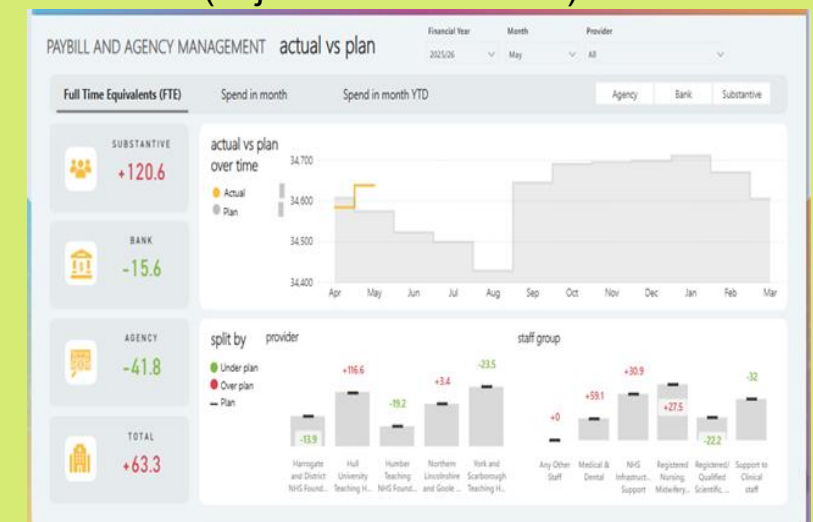 PAYBILL AND AGENCY MANAGEMENT actual vs plan
Financial Year Month Provider
2025/26 May All
Full Time Equivalents (FTE) Spend in month Spend in month YTD Agency Bank Substantive
SUBSTANTIVE
+120.6
BANK
-15.6
AGENCY
-41.8
TOTAL
+63.3
actual vs plan
over time
Actual
Plan
34,700
34,600
34,500
34,400
Apr May Jun Jul Aug Sep Oct Nov Dec Jan Feb Mar
split by provider
Under plan
Over plan
Plan
-13.9 +116.6 -19.2 +3.4 -23.5
Harrogate
and District
NHS Found...
Hull
University
Teaching H...
Humber
Teaching
NHS Found...
Northern
Lincolnshire
and Goole ...
York and
Scarborough
Teaching H...
staff group
+0 +59.1 +30.9 +27.5 -22.2 -32
Any Other
Staff
Medical &
Dental
NHS
Infrastruct...
Support
Registered
Nursing,
Midwifery...
Registered/
Qualified
Scientific, ...
Support to
Clinical
staff